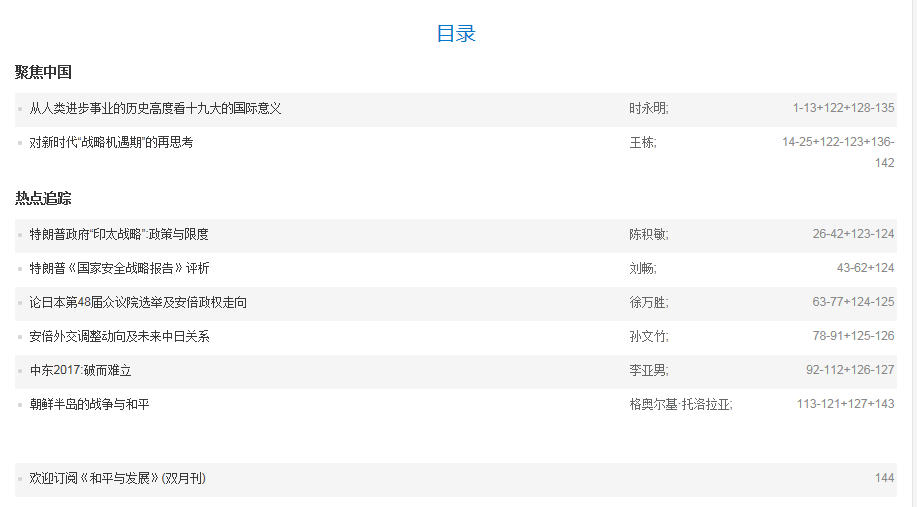 目录
聚焦中国
从人类进步事业的历史高度看十九大的国际意义 时永明; 1-13+122+128-135
对新时代“战略机遇期”的再思考 王栋; 14-25+122-123+136-
142
热点追踪
特朗普政府“印太战略”:政策与限度 陈积敏; 26-42+123-124
特朗普《国家安全战略报告》评析 刘畅; 43-62+124
论日本第48届众议院选举及安倍政权走向 徐万胜; 63-77+124-125
安倍外交调整动向及未来中日关系 孙文竹; 78-91+125-126
中东2017:破而难立 李亚男; 92-112+126-127
朝鲜半岛的战争与和平 格奥尔基·托洛拉亚; 113-121+127+143
欢迎订阅《和平与发展》(双月刊) 144